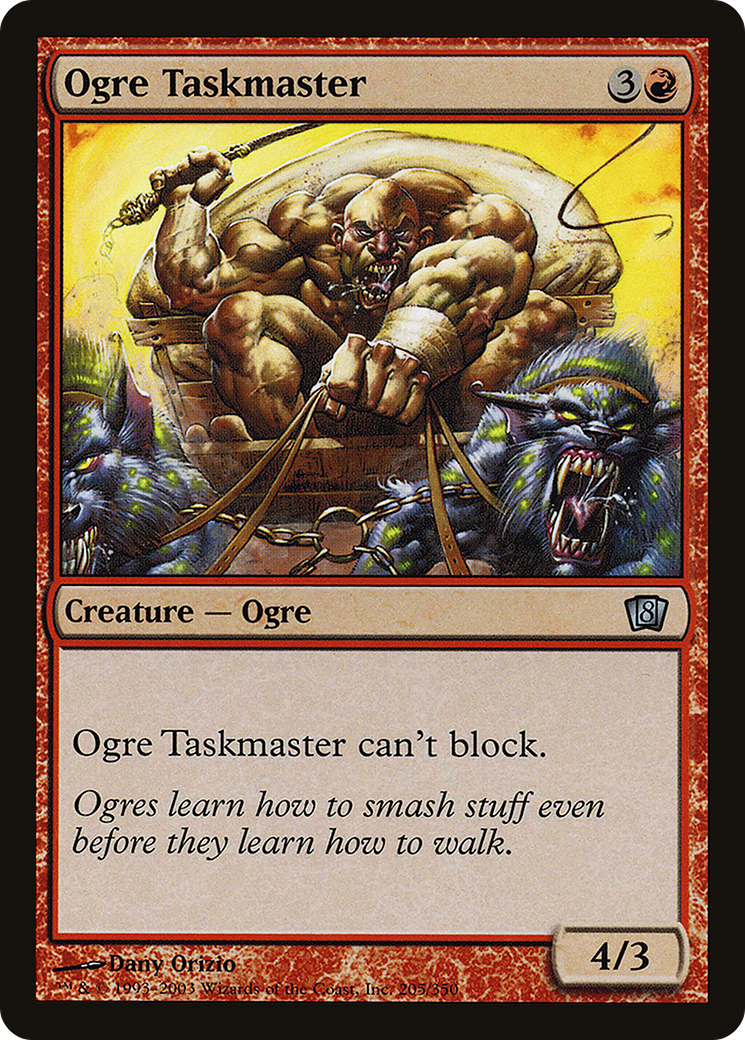 Ogre Taskmaster 3
Creature — Ogre 8
Ogre Taskmaster can't block.
Ogres learn how to smash stuff even
before they learn how to walk.
4/3
Dany Orizio
™ & © 1993–2003 Wizards of the Coast, Inc. 205/350